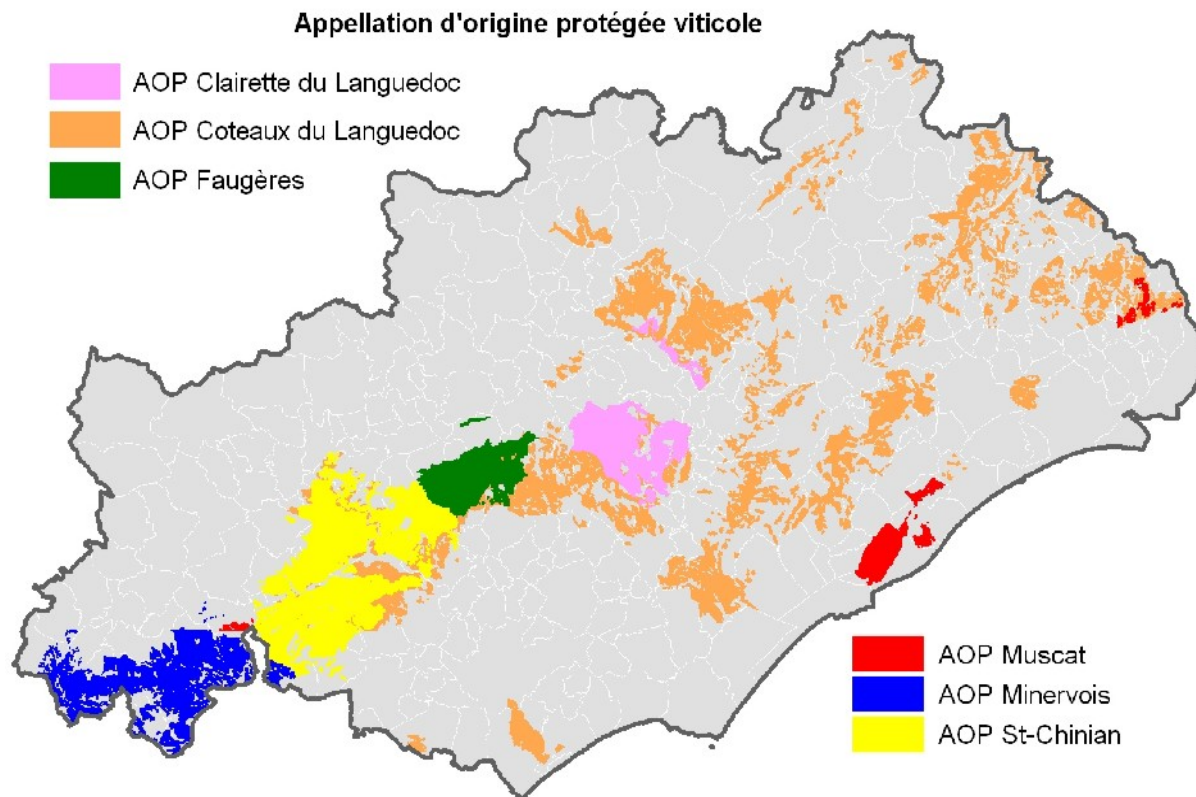 Appellation d'origine protégée viticole
AOP Clairette du Languedoc
AOP Coteaux du Languedoc
AOP Faugères
AOP Muscat
AOP Minervois
AOP St-Chinian